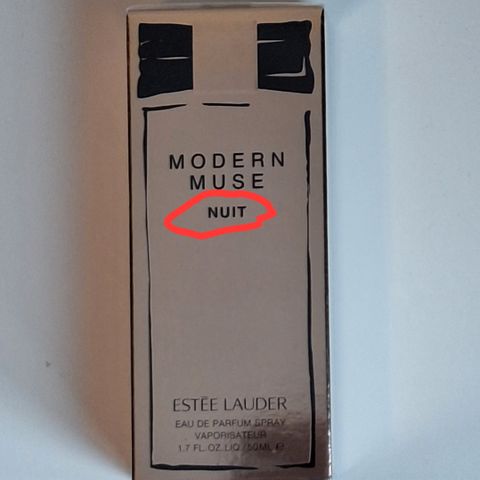 MODERN
MUSE
NUIT
ESTĒE LAUDER
EAU DE PARFUM SPRAY
VAPORISATEUR
1.7 FL.OZ.LIQ./50ML ℮